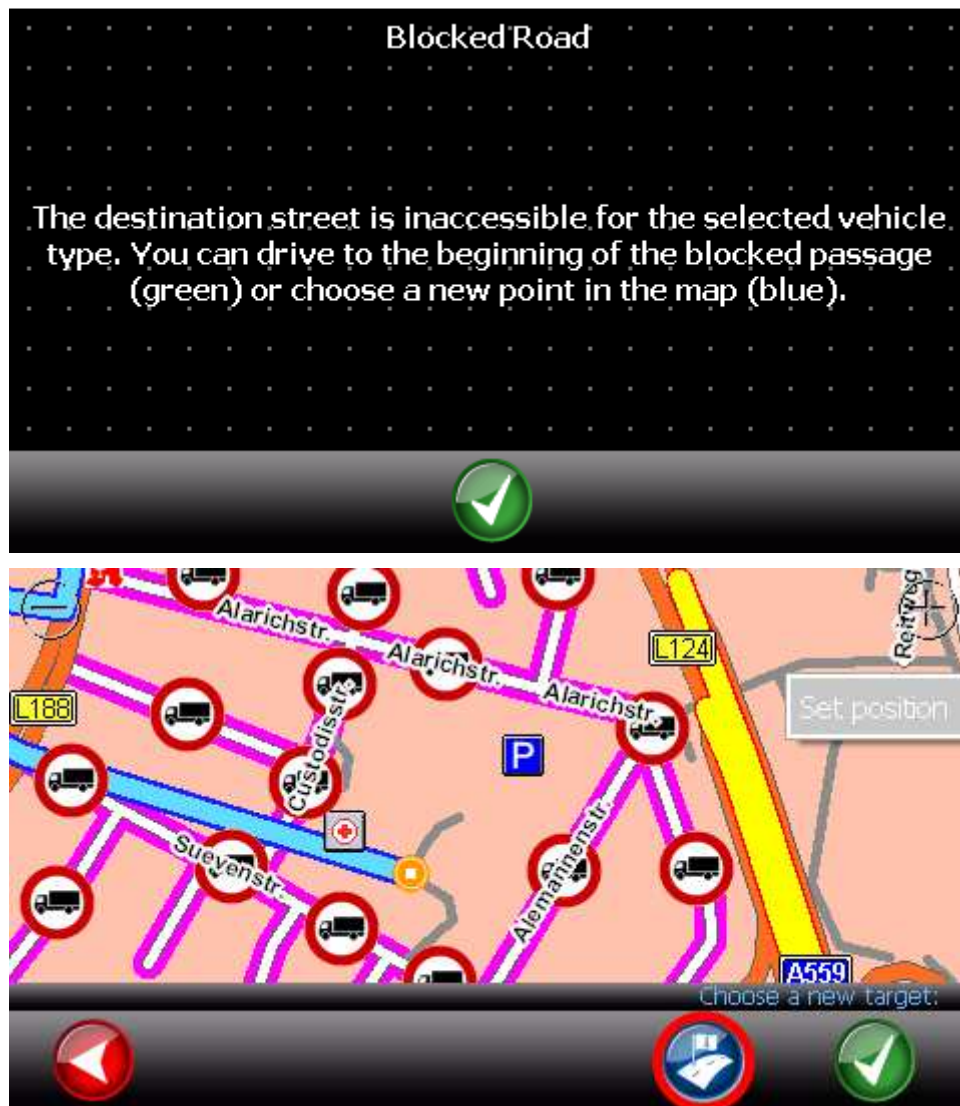 Blocked Road
The destination street is inaccessible for the selected vehicle
type. You can drive to the beginning of the blocked passage
(green) or choose a new point in the map (blue).
Alarichstr.
Reitweg
Alarichstr.
L124
Alarichstr.
L188
Custodisstr.
Set position
P
Suevenstr.
Alemannenstr.
A559
Choose a new target: